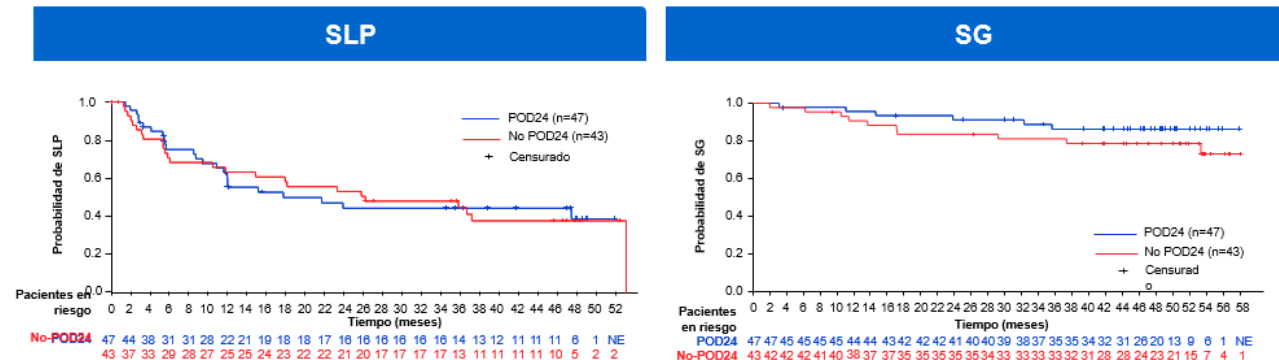 SLP
SG
1.0
0.8
0.6
0.4
0.2
0.0
Probabilidad de SLP
POD24 (n=47)
No POD24 (n=43)
Censurado
0 2 4 6 8 10 12 14 16 18 20 22 24 26 28 30 32 34 36 38 40 42 44 46 48 50 52
Tiempo (meses)
Pacientes en
riesgo
POD24 47 44 38 31 31 28 22 21 19 18 18 17 16 16 16 16 16 16 14 13 12 11 11 11 6 1 NE
No-POD24 43 37 33 29 28 27 25 25 24 23 22 22 21 20 17 17 17 17 13 11 11 11 11 10 5 2 2
1.0
0.8
0.6
0.4
0.2
0.0
Probabilidad de SG
POD24 (n=47)
No POD24 (n=43)
Censurad
o
0 2 4 6 8 10 12 14 16 18 20 22 24 26 28 30 32 34 36 38 34 42 44 46 48 50 52 54 56 58
Tiempo (meses)
Pacientes
en riesgo
POD24 47 47 45 45 45 45 44 44 43 42 42 42 41 40 40 39 38 37 35 35 34 32 31 26 20 13 9 6 1 NE
No-POD24 43 42 42 42 41 40 38 37 37 35 35 35 35 35 34 33 33 33 33 32 31 29 28 24 23 21 15 7 4 1